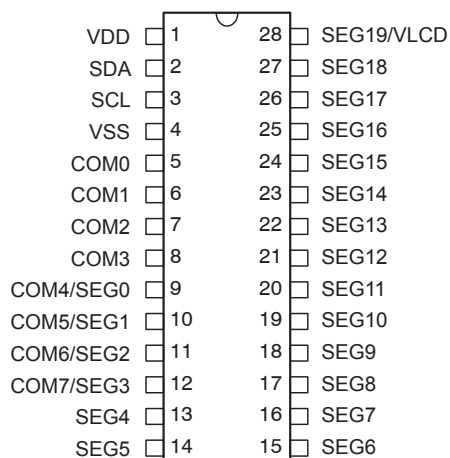 VDD 1 28 SEG19/VLCD
SDA 2 27 SEG18
SCL 3 26 SEG17
VSS 4 25 SEG16
COM0 5 24 SEG15
COM1 6 23 SEG14
COM2 7 22 SEG13
COM3 8 21 SEG12
COM4/SEG0 9 20 SEG11
COM5/SEG1 10 19 SEG10
COM6/SEG2 11 18 SEG9
COM7/SEG3 12 17 SEG8
SEG4 13 16 SEG7
SEG5 14 15 SEG6